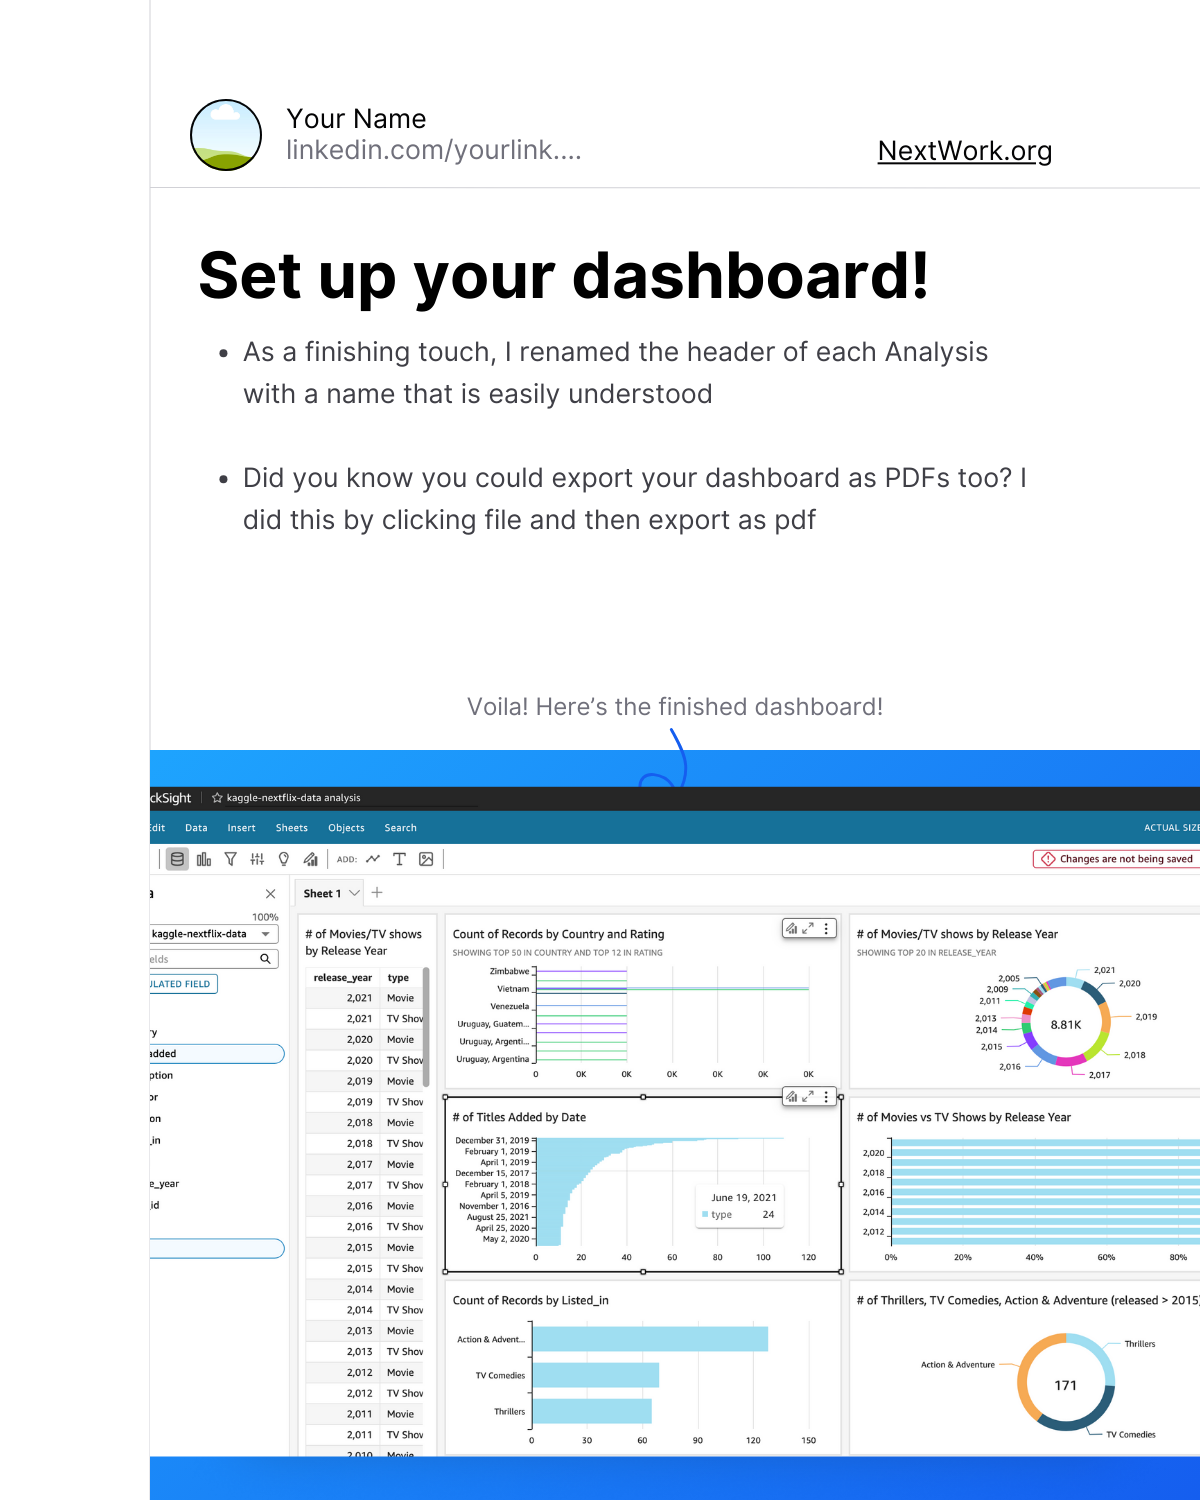 Your Name
linkedin.com/yourlink....
NextWork.org
Set up your dashboard!
• As a finishing touch, I renamed the header of each Analysis
with a name that is easily understood
• Did you know you could export your dashboard as PDFs too? I
did this by clicking file and then export as pdf
Voila! Here's the finished dashboard!
ckSight
kaggle-nextflix-data analysis
Edit Data Insert Sheets Objects Search ACTUAL SIZE
ADD:
Changes are not being saved
a
Sheet 1
100%
kaggle-nextflix-data
elds
ULATED FIELD
ry
added
ption
or
on
_in
e_year
_id
# of Movies/TV shows
by Release Year
release_year type
2,021 Movie
2,021 TV Show
2,020 Movie
2,020 TV Show
2,019 Movie
2,019 TV Show
2,018 Movie
2,018 TV Show
2,017 Movie
2,017 TV Show
2,016 Movie
2,016 TV Show
2,015 Movie
2,015 TV Show
2,014 Movie
2,014 TV Show
2,013 Movie
2,013 TV Show
2,012 Movie
2,012 TV Show
2,011 Movie
2,011 TV Show
2,010 Movie
Count of Records by Country and Rating
SHOWING TOP 50 IN COUNTRY AND TOP 12 IN RATING
Zimbabwe
Vietnam
Venezuela
Uruguay, Guatem...
Uruguay, Argenti...
Uruguay, Argentina
0 0K 0K 0K 0K 0K 0K
# of Movies/TV shows by Release Year
SHOWING TOP 20 IN RELEASE_YEAR
2,021
2,020
2,019
2,018
2,017
2,016
2,015
2,014
2,013
2,011
2,009
2,005
8.81K
# of Titles Added by Date
December 31, 2019
February 1, 2019
April 1, 2019
December 15, 2017
February 1, 2018
April 5, 2019
November 1, 2016
August 25, 2021
April 25, 2020
May 2, 2020
0 20 40 60 80 100 120
June 19, 2021
type 24
# of Movies vs TV Shows by Release Year
2,020
2,018
2,016
2,014
2,012
0% 20% 40% 60% 80%
Count of Records by Listed_in
Action & Advent...
TV Comedies
Thrillers
0 30 60 90 120 150
# of Thrillers, TV Comedies, Action & Adventure (released > 2015)
Thrillers
Action & Adventure
171
TV Comedies